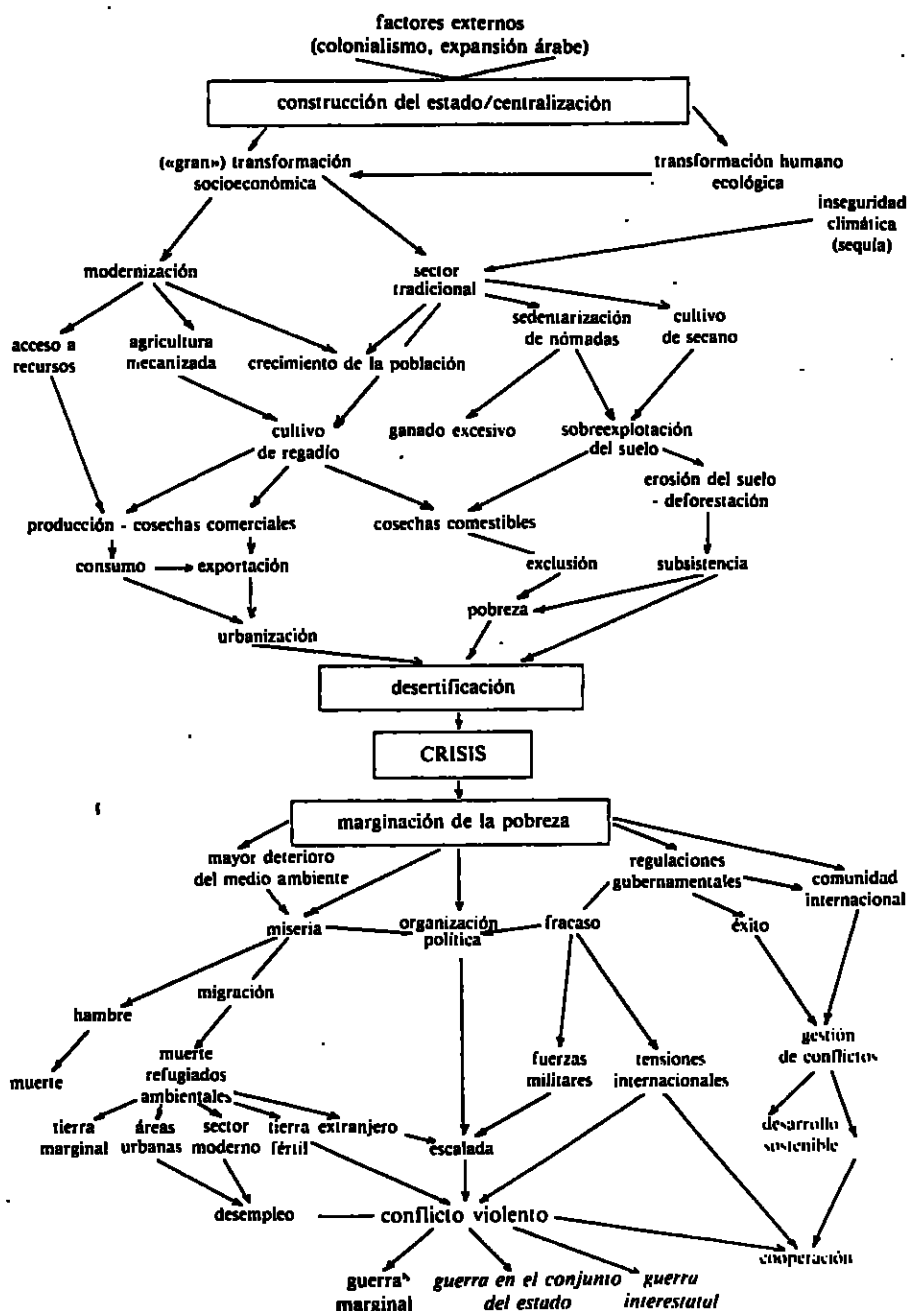 factores externos
(colonialismo, expansión árabe)
construcción del estado/centralización
(«gran») transformación
socioeconómica
transformación humano
ecológica
inseguridad
climática
(sequía)
modernización
sector
tradicional
acceso a
recursos
agricultura
mecanizada
crecimiento de la población
sedentarización
de nómadas
cultivo
de secano
cultivo
de regadío
ganado excesivo
sobreexplotación
del suelo
erosión del suelo
- deforestación
producción - cosechas comerciales
cosechas comestibles
consumo
exportación
exclusión
subsistencia
pobreza
urbanización
desertificación
CRISIS
marginación de la pobreza
mayor deterioro
del medio ambiente
regulaciones
gubernamentales
comunidad
internacional
miseria
organización
política
fracaso
éxito
migración
hambre
muerte
muerte
refugiados
ambientales
fuerzas
militares
tensiones
internacionales
gestión
de conflictos
tierra
marginal
áreas
urbanas
sector
moderno
tierra
fértil
extranjero
escalada
desarrollo
sostenible
desempleo
conflicto violento
cooperación
guerra
marginal
guerra en el conjunto
del estado
guerra
interestatal